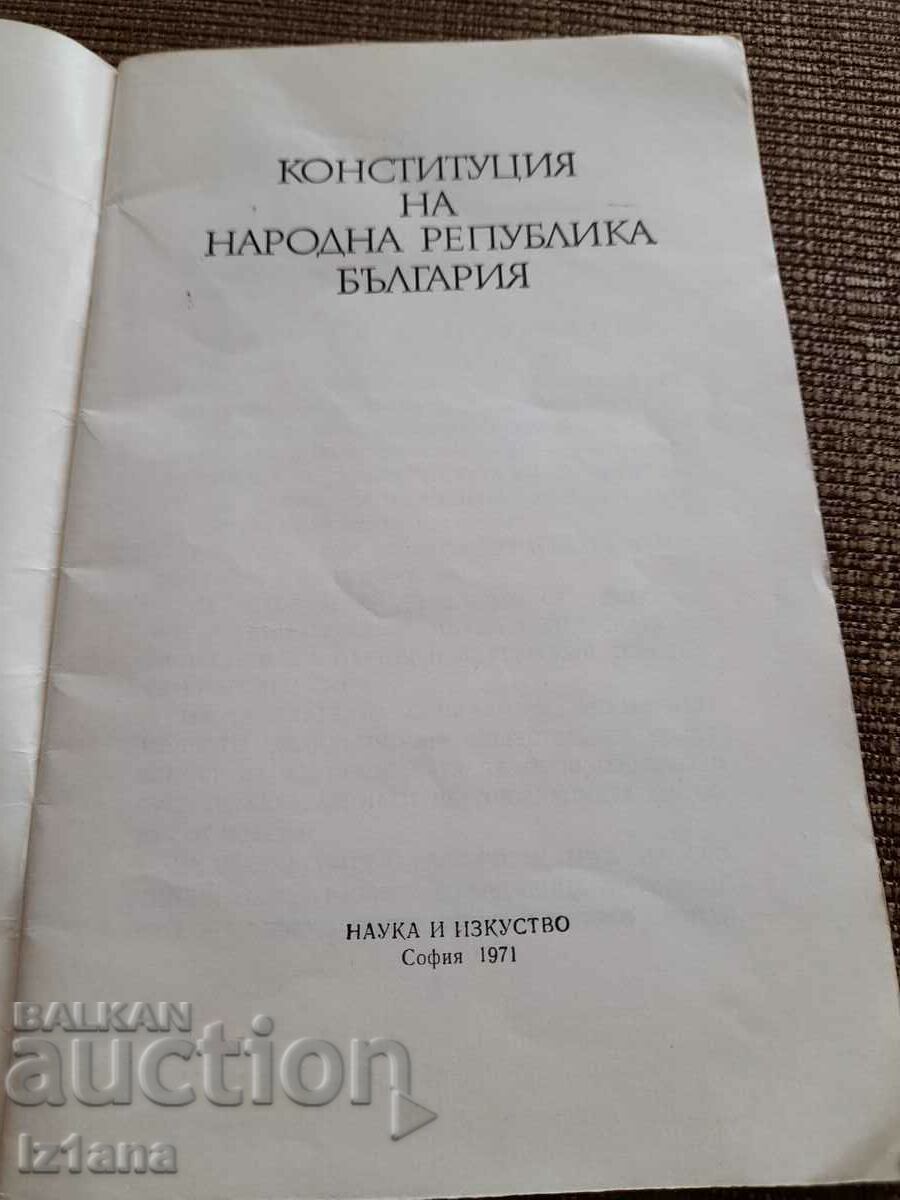 КОНСТИТУЦИЯ
НА
НАРОДНА РЕПУБЛИКА
БЪЛГАРИЯ
НАУКА И ИЗКУСТВО
София 1971
BALKAN
auction
iz1ana